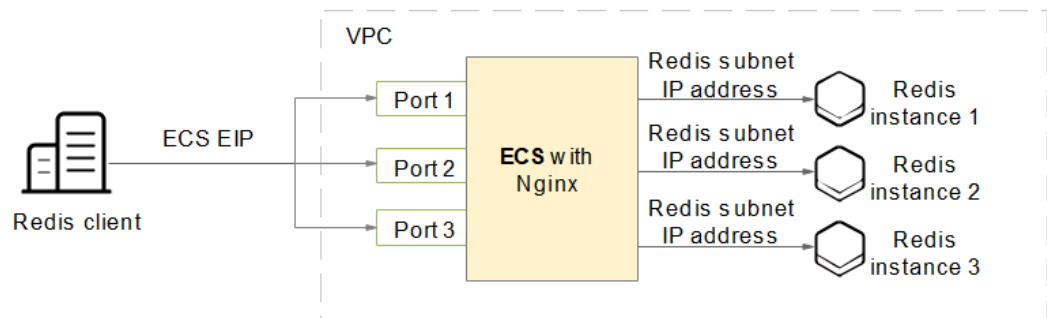 VPC
Redis client
ECS EIP
Port 1
Port 2
Port 3
ECS with
Nginx
Redis subnet
IP address
Redis subnet
IP address
Redis subnet
IP address
Redis
instance 1
Redis
instance 2
Redis
instance 3